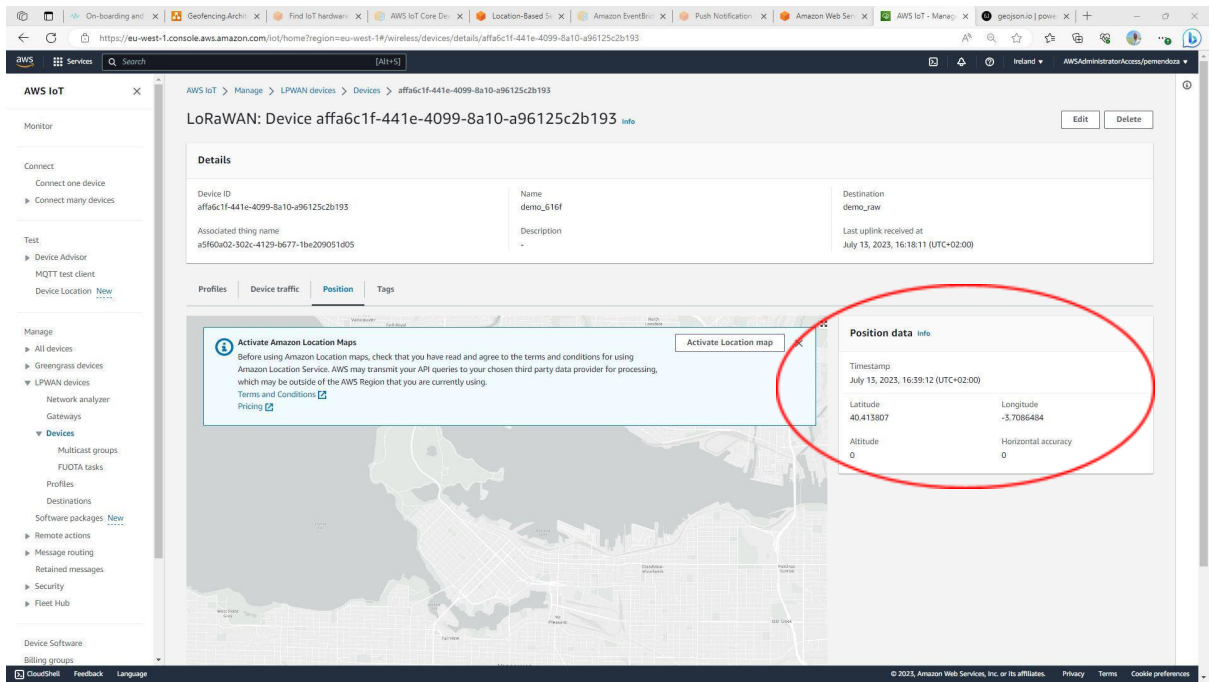 On-boarding and
Geofencing.Archit
Find IoT hardware
AWS IoT Core Dev
Location-Based Se
Amazon EventBrid
Push Notification
Amazon Web Serv
AWS IoT - Manag
geojson.io | powe
https://eu-west-1.console.aws.amazon.com/iot/home?region=eu-west-1#/wireless/devices/details/affa6c1f-441e-4099-8a10-a96125c2b193
aws
Services
Search
[Alt+S]
Ireland
AWSAdministratorAccess/pemendoza
AWS IoT
Monitor
Connect
Connect one device
Connect many devices
Test
Device Advisor
MQTT test client
Device Location New
Manage
All devices
Greengrass devices
LPWAN devices
Network analyzer
Gateways
Devices
Multicast groups
FUOTA tasks
Profiles
Destinations
Software packages New
Remote actions
Message routing
Retained messages
Security
Fleet Hub
Device Software
Billing groups
AWS IoT > Manage > LPWAN devices > Devices > affa6c1f-441e-4099-8a10-a96125c2b193
LoRaWAN: Device affa6c1f-441e-4099-8a10-a96125c2b193 Info
Edit
Delete
Details
Device ID
affa6c1f-441e-4099-8a10-a96125c2b193
Name
demo_616f
Destination
demo_raw
Associated thing name
a5f60a02-302c-4129-b677-1be209051d05
Description
-
Last uplink received at
July 13, 2023, 16:18:11 (UTC+02:00)
Profiles
Device traffic
Position
Tags
Activate Amazon Location Maps
Before using Amazon Location maps, check that you have read and agree to the terms and conditions for using
Amazon Location Service. AWS may transmit your API queries to your chosen third party data provider for processing,
which may be outside of the AWS Region that you are currently using.
Terms and Conditions
Pricing
Activate Location map
Vancouver
Fairview
Position data Info
Timestamp
July 13, 2023, 16:39:12 (UTC+02:00)
Latitude
40.413807
Longitude
-3.7086484
Altitude
0
Horizontal accuracy
0
CloudShell
Feedback
Language
© 2023, Amazon Web Services, Inc. or its affiliates.
Privacy
Terms
Cookie preferences